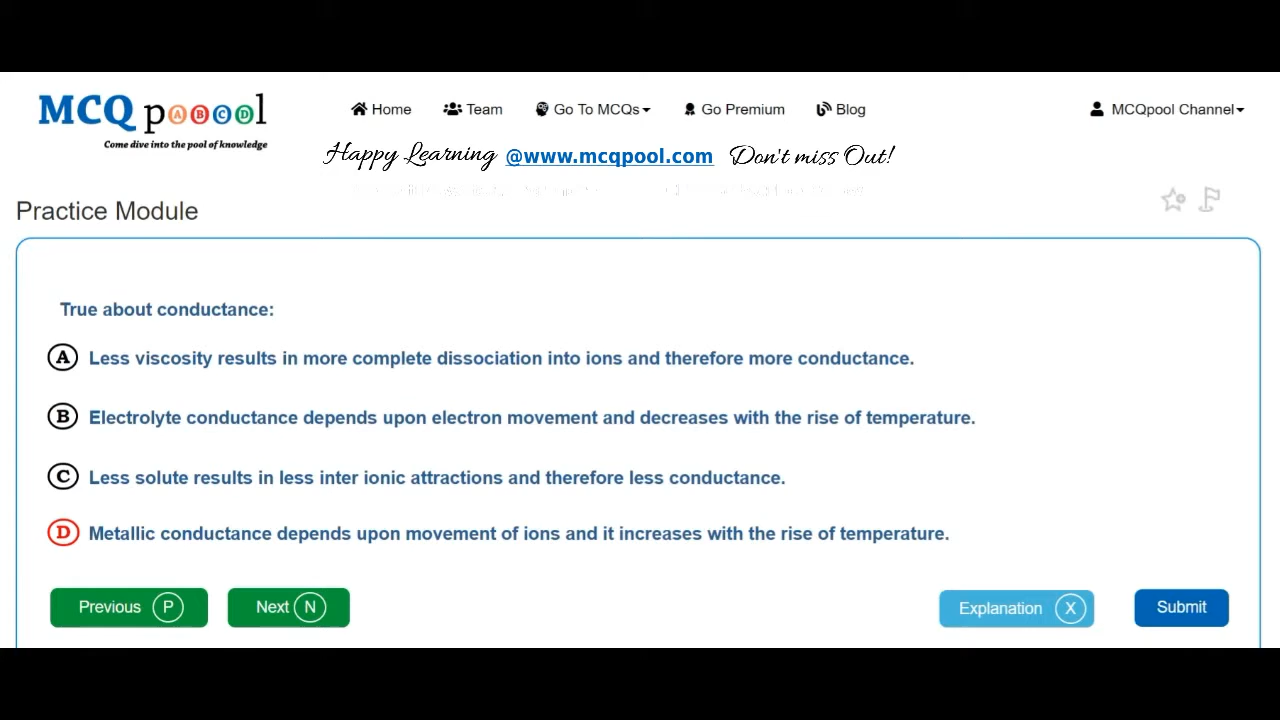 MCQ pABCDl
Come dive into the pool of knowledge
Home Team Go To MCQs Go Premium Blog MCQpool Channel
Happy Learning @www.mcqpool.com Don't miss Out!
Practice Module
True about conductance:
A Less viscosity results in more complete dissociation into ions and therefore more conductance.
B Electrolyte conductance depends upon electron movement and decreases with the rise of temperature.
C Less solute results in less inter ionic attractions and therefore less conductance.
D Metallic conductance depends upon movement of ions and it increases with the rise of temperature.
Previous P Next N Explanation X Submit